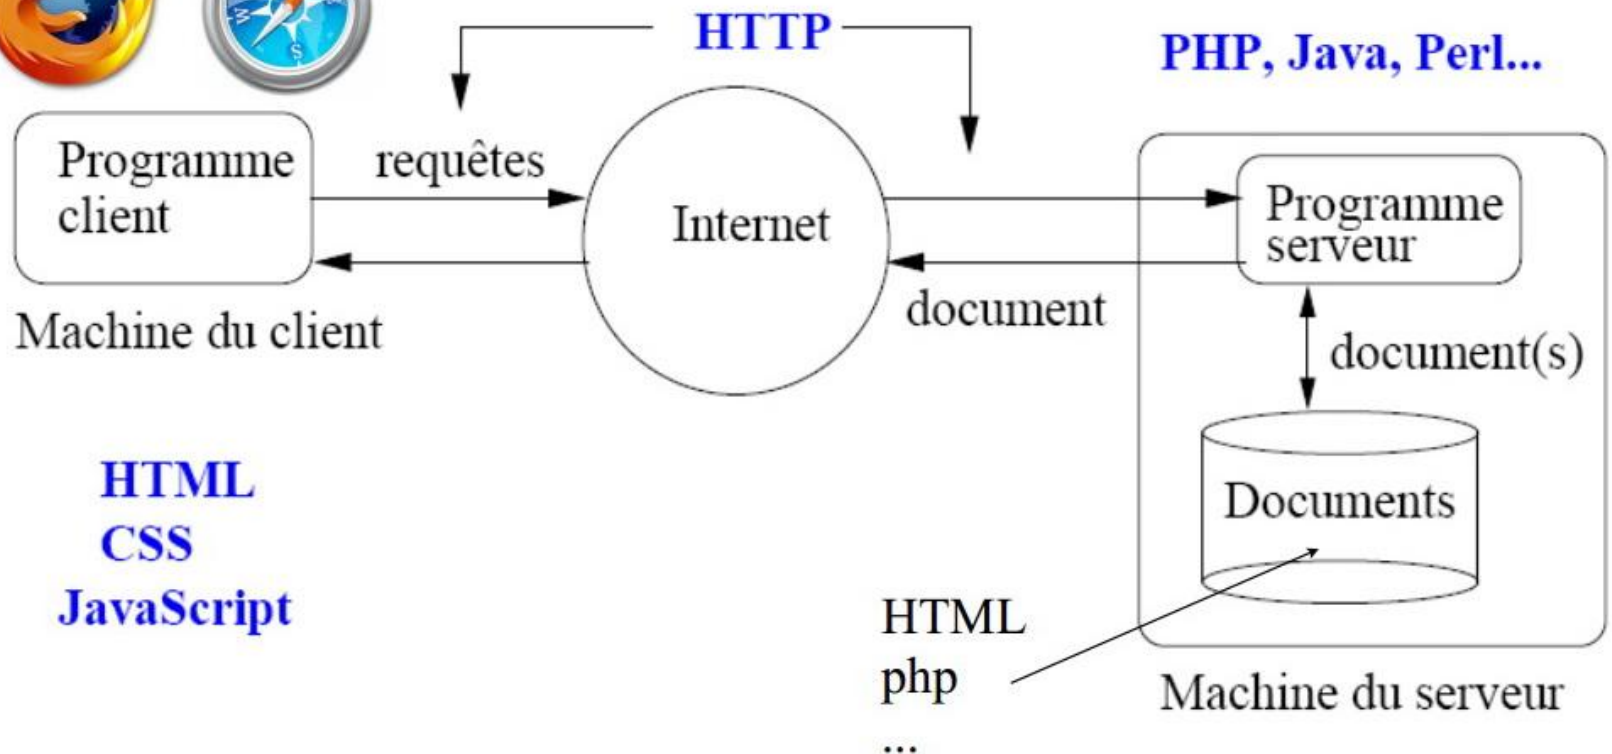 W
S
HTTP
PHP, Java, Perl...
Programme
client
requêtes
Internet
Programme
serveur
Machine du client
document
document(s)
HTML
CSS
JavaScript
Documents
HTML
php
...
Machine du serveur